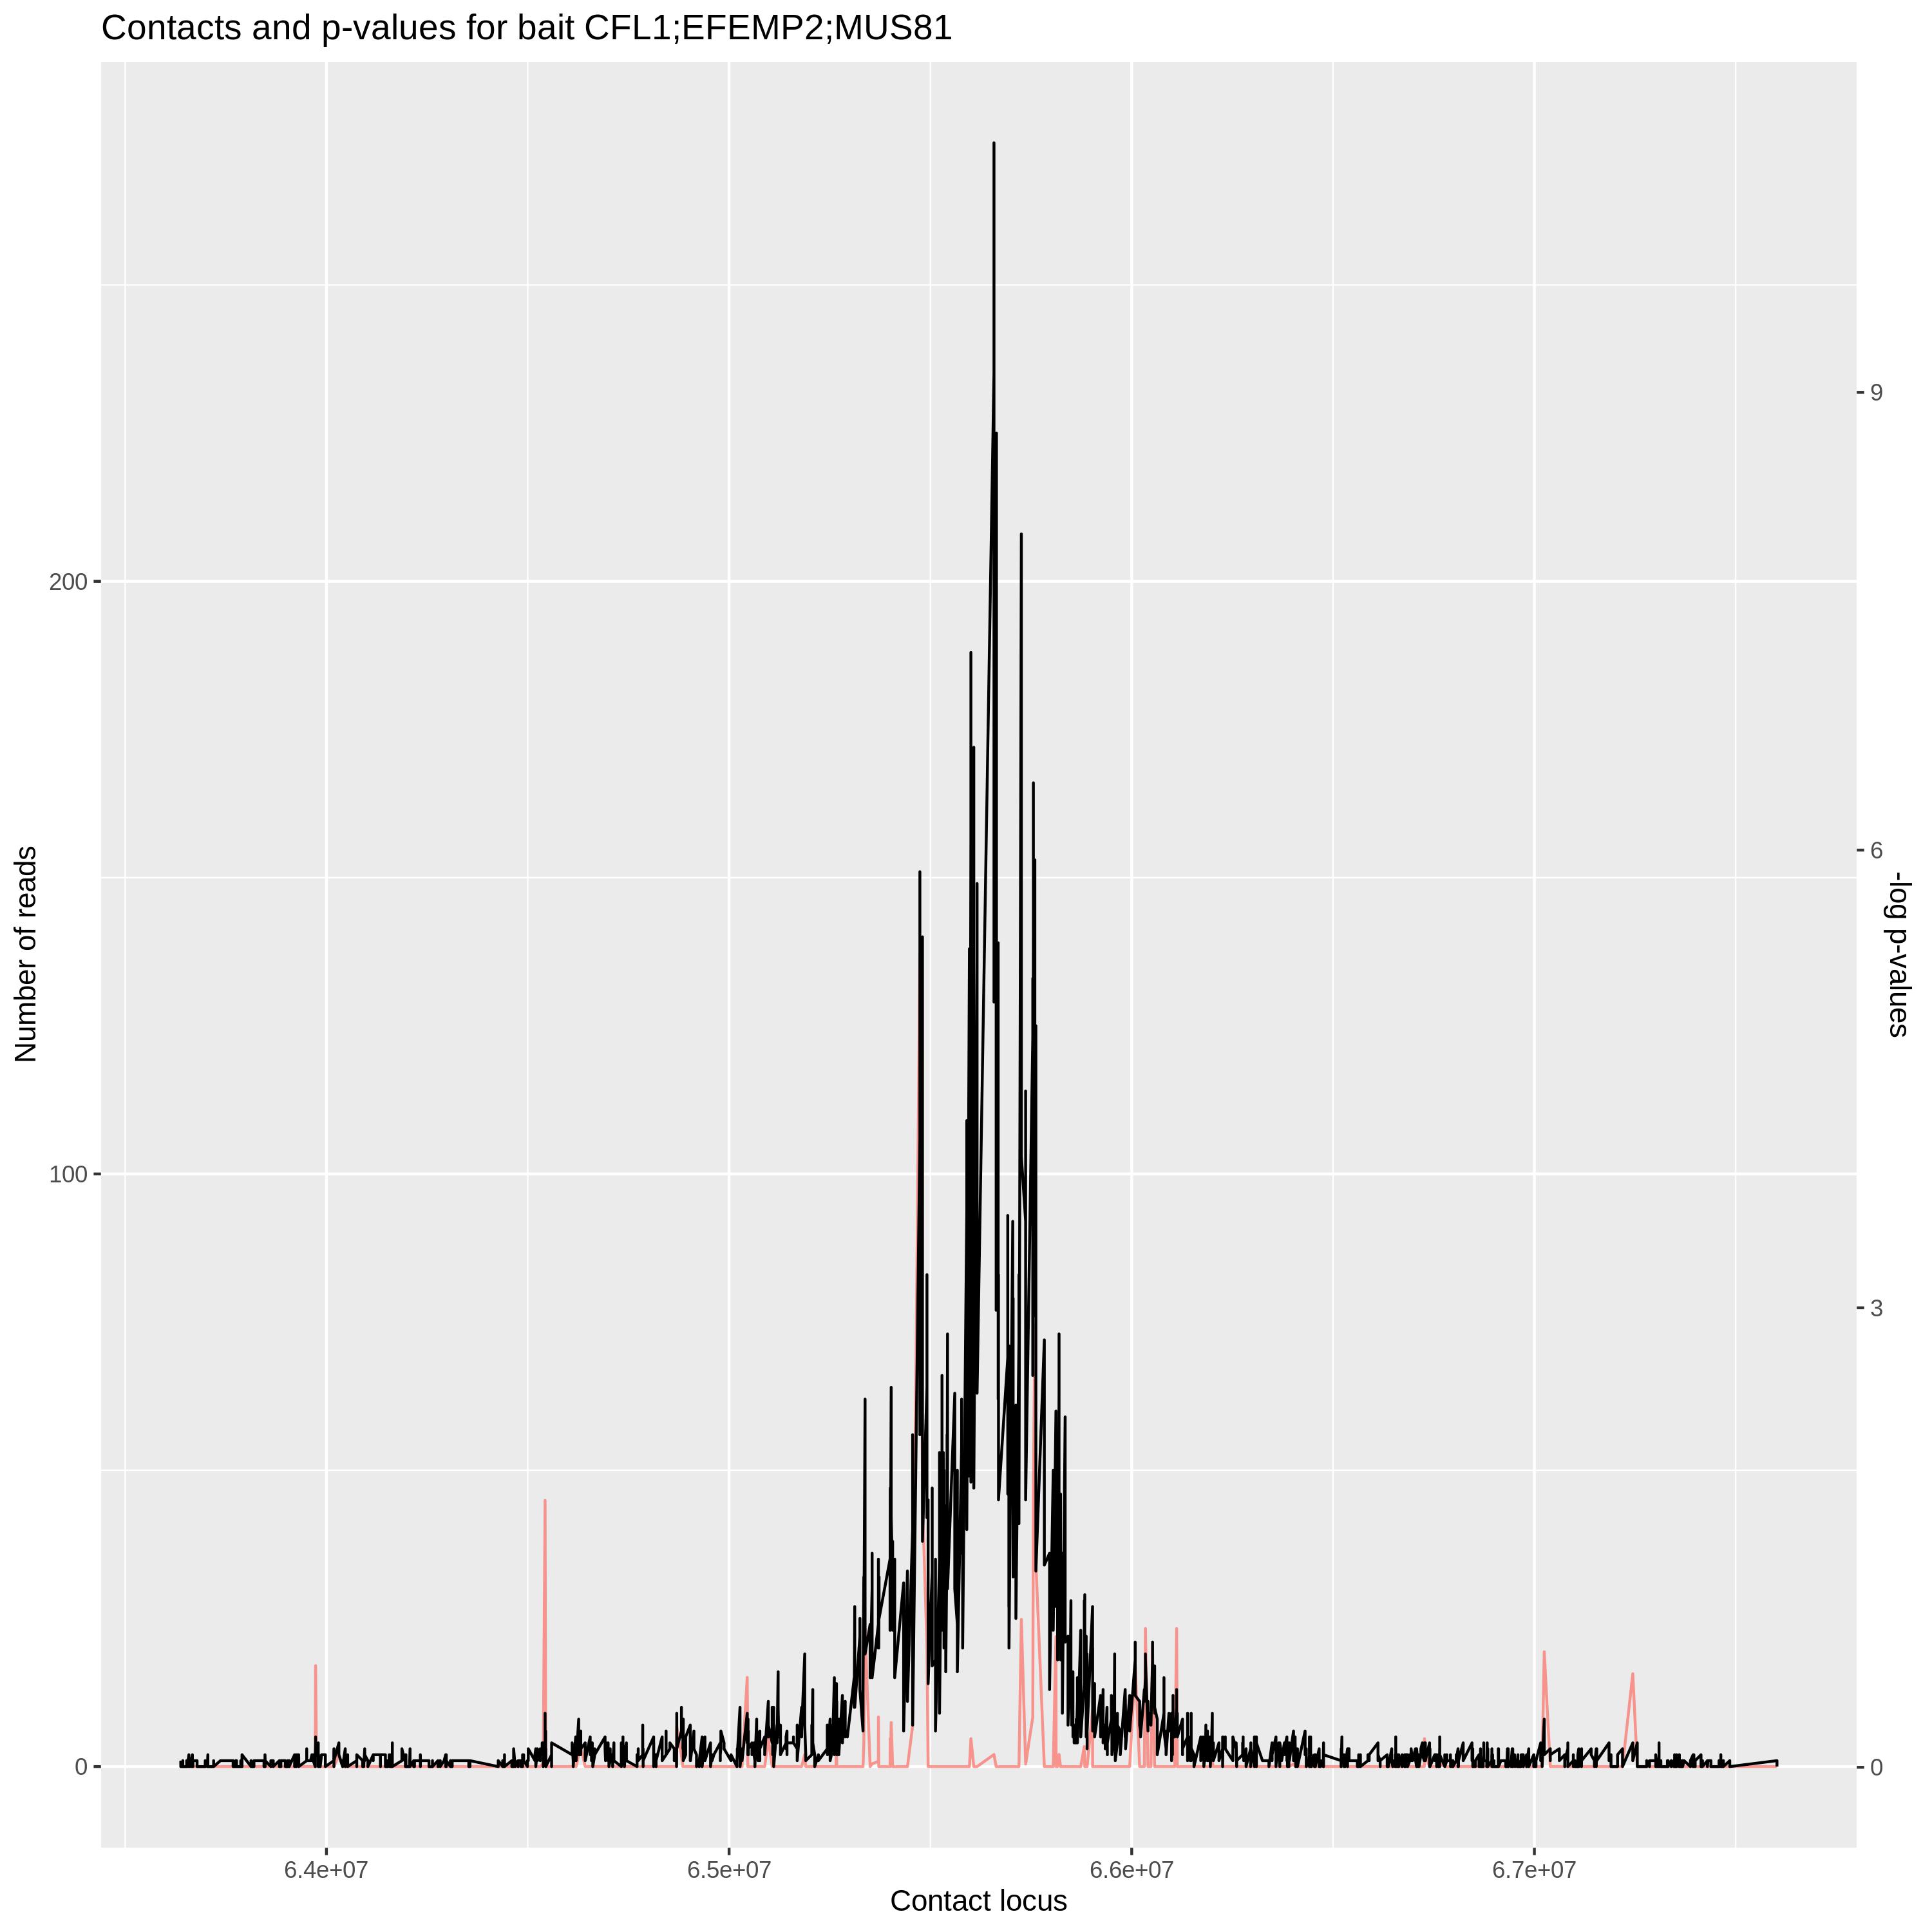 Contacts and p-values for bait CFL1;EFEMP2;MUS81
Number of reads
200
100
0
9
6
3
0
-log p-values
6.4e+07
6.5e+07
6.6e+07
6.7e+07
Contact locus